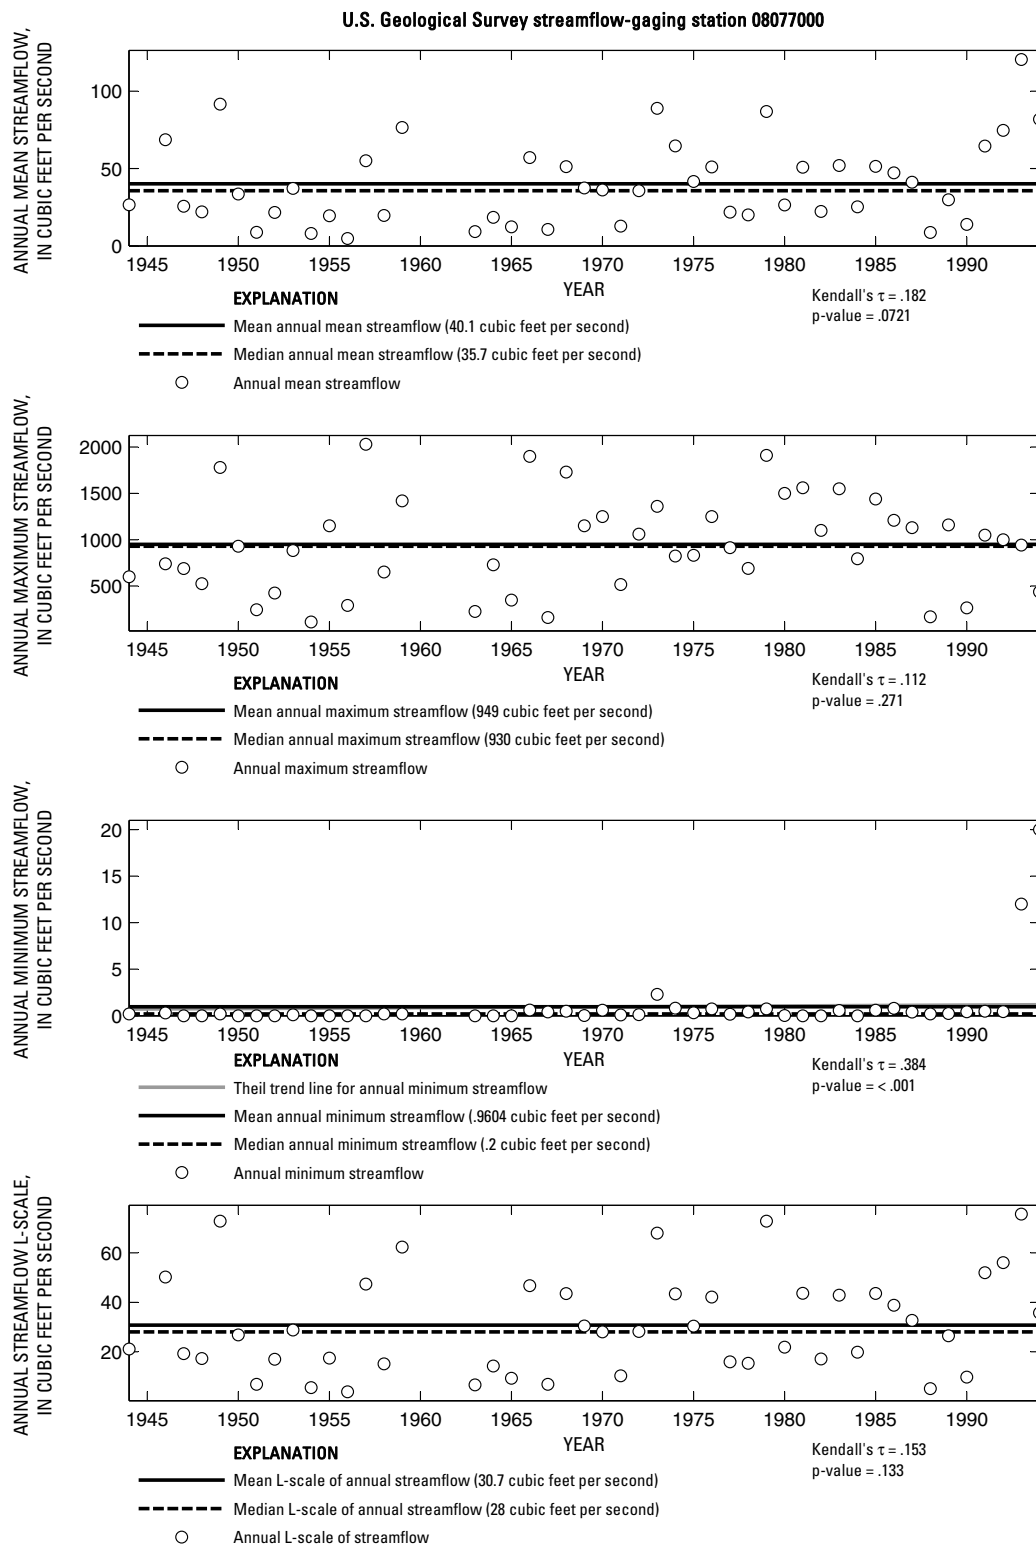 U.S. Geological Survey streamflow-gaging station 08077000
ANNUAL MEAN STREAMFLOW,
IN CUBIC FEET PER SECOND
100
50
0
1945 1950 1955 1960 1965 1970 1975 1980 1985 1990
YEAR
EXPLANATION
Mean annual mean streamflow (40.1 cubic feet per second)
Median annual mean streamflow (35.7 cubic feet per second)
Annual mean streamflow
Kendall's τ = .182
p-value = .0721
ANNUAL MAXIMUM STREAMFLOW,
IN CUBIC FEET PER SECOND
2000
1500
1000
500
1945 1950 1955 1960 1965 1970 1975 1980 1985 1990
YEAR
EXPLANATION
Mean annual maximum streamflow (949 cubic feet per second)
Median annual maximum streamflow (930 cubic feet per second)
Annual maximum streamflow
Kendall's τ = .112
p-value = .271
ANNUAL MINIMUM STREAMFLOW,
IN CUBIC FEET PER SECOND
20
15
10
5
0
1945 1950 1955 1960 1965 1970 1975 1980 1985 1990
YEAR
EXPLANATION
Theil trend line for annual minimum streamflow
Mean annual minimum streamflow (.9604 cubic feet per second)
Median annual minimum streamflow (.2 cubic feet per second)
Annual minimum streamflow
Kendall's τ = .384
p-value = < .001
ANNUAL STREAMFLOW L-SCALE,
IN CUBIC FEET PER SECOND
60
40
20
1945 1950 1955 1960 1965 1970 1975 1980 1985 1990
YEAR
EXPLANATION
Mean L-scale of annual streamflow (30.7 cubic feet per second)
Median L-scale of annual streamflow (28 cubic feet per second)
Annual L-scale of streamflow
Kendall's τ = .153
p-value = .133